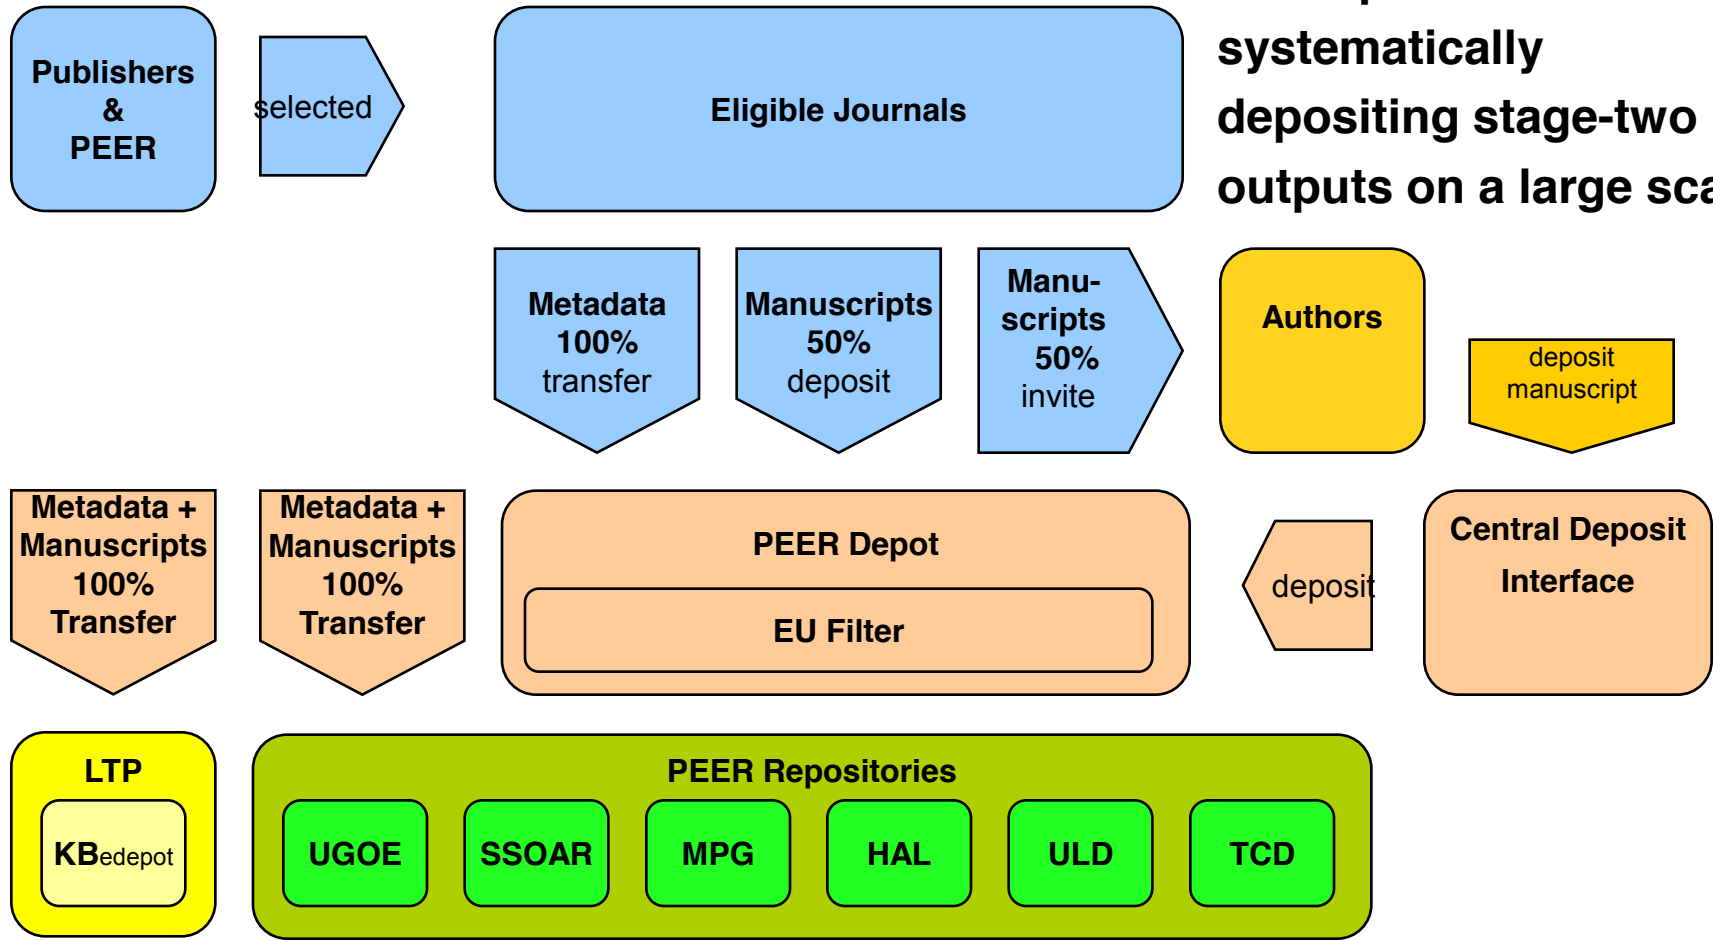 Publishers
&
PEER
selected
Eligible Journals
systematically
depositing stage-two
outputs on a large
Metadata
100%
transfer
Manuscripts
50%
deposit
Manu-
scripts
50%
invite
Authors
deposit
manuscript
Metadata +
Manuscripts
100%
Transfer
Metadata +
Manuscripts
100%
Transfer
PEER Depot
EU Filter
deposit
Central Deposit
Interface
LTP
KBedepot
PEER Repositories
UGOE
SSOAR
MPG
HAL
ULD
TCD